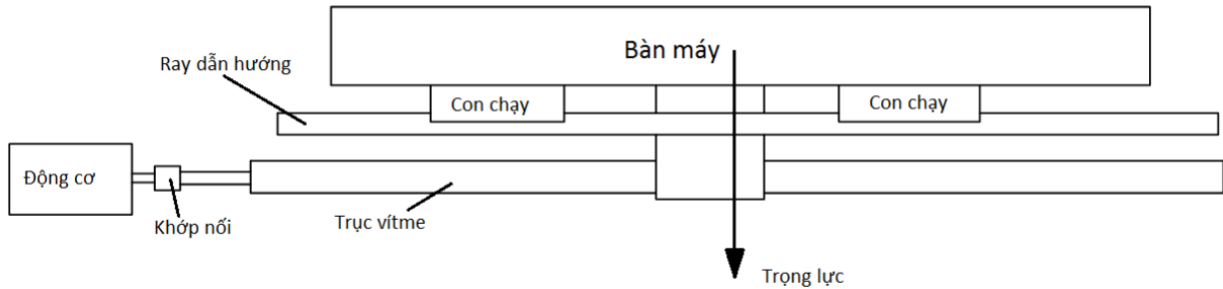 Bàn máy
Ray dẫn hướng
Con chạy
Con chạy
Động cơ
Khớp nối
Trục vítme
Trọng lực